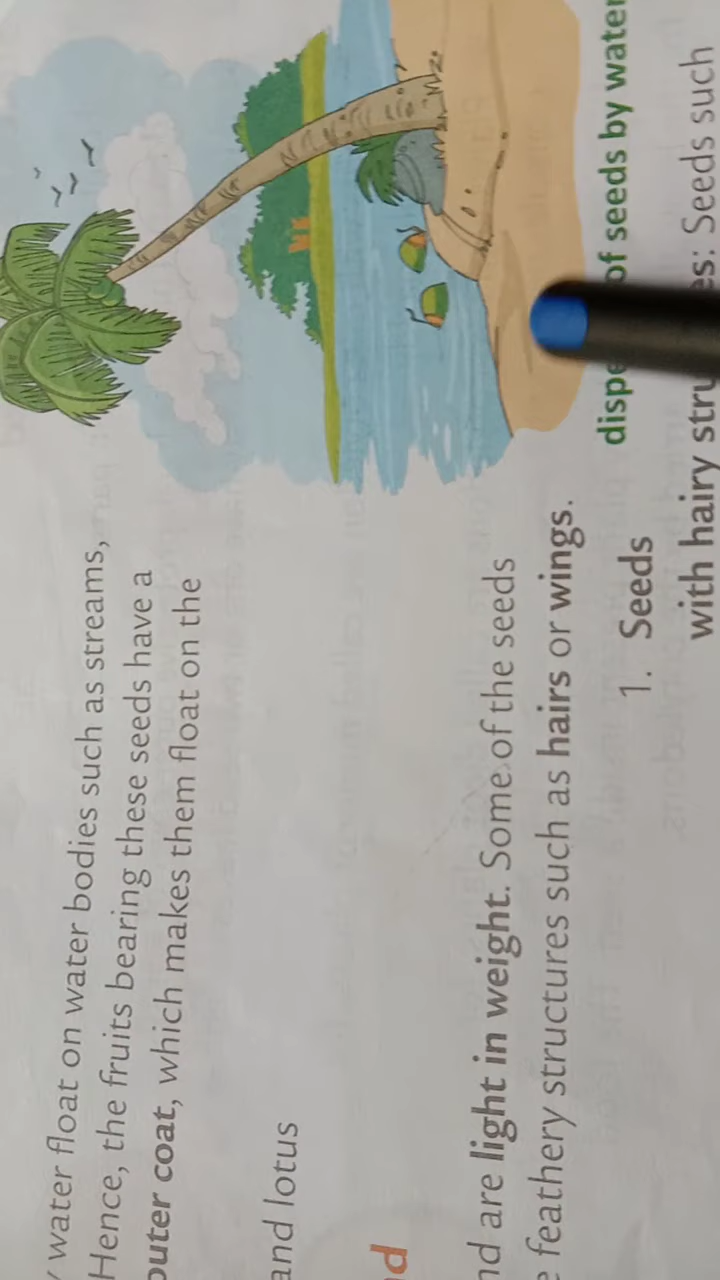 water float on water bodies such as streams,
Hence, the fruits bearing these seeds have a
outer coat, which makes them float on the
and lotus
are light in weight. Some of the seeds
feathery structures such as hairs or wings.
of seeds by water
1. Seeds
with hairy Seeds such